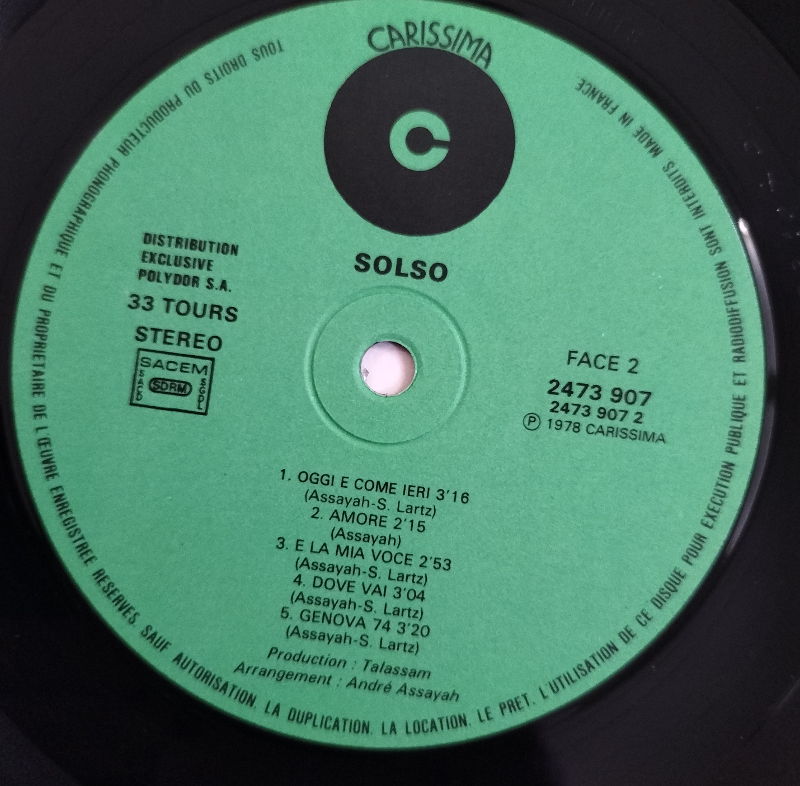 CARISSIMA
SOLSO
DISTRIBUTION
EXCLUSIVE
POLYDOR S.A.
33 TOURS
STEREO
SACEM
SACD
SDRM
SGDL
FACE 2
2473 907
2473 907 2
Ⓟ 1978 CARISSIMA
1. OGGI E COME IERI 3'16
(Assayah-S. Lartz)
2. AMORE 2'15
(Assayah)
3. E LA MIA VOCE 2'53
(Assayah-S. Lartz)
4. DOVE VAI 3'04
(Assayah-S. Lartz)
5. GENOVA 74 3'20
(Assayah-S. Lartz)
Production : Talassam
Arrangement : André Assayah
TOUS DROITS DU PRODUCTEUR PHONOGRAPHIQUE ET DU PROPRIETAIRE DE L'ŒUVRE ENREGISTREE RESERVES. SAUF AUTORISATION, LA DUPLICATION, LA LOCATION, LE PRET, L'UTILISATION DE CE DISQUE POUR EXECUTION PUBLIQUE ET RADIODIFFUSION SONT INTERDITS MADE IN FRANCE